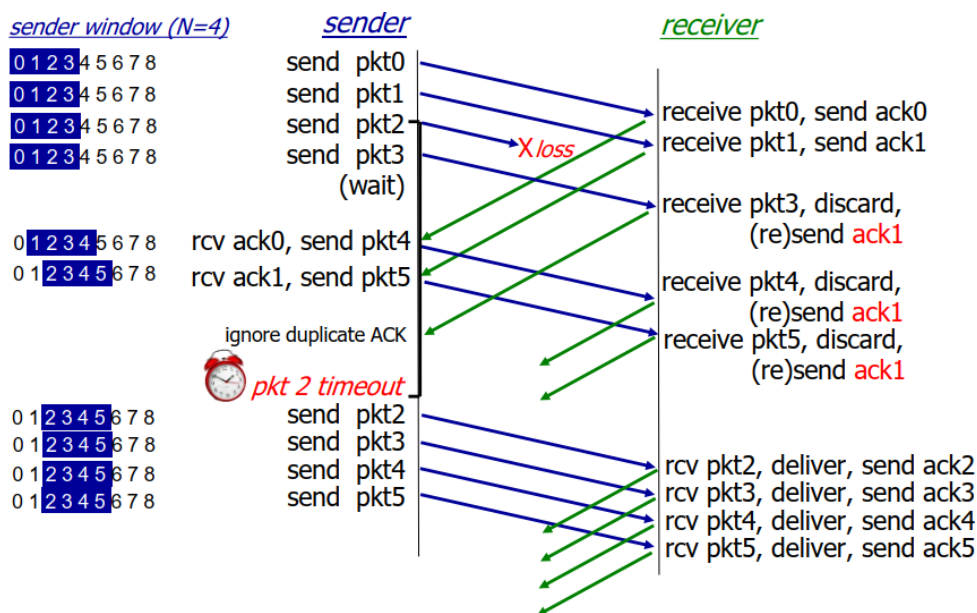 sender window (N=4)
sender
receiver
0 1 2 3 4 5 6 7 8
send pkt0
0 1 2 3 4 5 6 7 8
send pkt1
receive pkt0, send ack0
0 1 2 3 4 5 6 7 8
send pkt2
receive pkt1, send ack1
X loss
0 1 2 3 4 5 6 7 8
send pkt3
(wait)
receive pkt3, discard,
(re)send ack1
0 1 2 3 4 5 6 7 8
rcv ack0, send pkt4
0 1 2 3 4 5 6 7 8
rcv ack1, send pkt5
receive pkt4, discard,
(re)send ack1
ignore duplicate ACK
receive pkt5, discard,
(re)send ack1
pkt 2 timeout
0 1 2 3 4 5 6 7 8
send pkt2
0 1 2 3 4 5 6 7 8
send pkt3
0 1 2 3 4 5 6 7 8
send pkt4
rcv pkt2, deliver, send ack2
0 1 2 3 4 5 6 7 8
send pkt5
rcv pkt3, deliver, send ack3
rcv pkt4, deliver, send ack4
rcv pkt5, deliver, send ack5